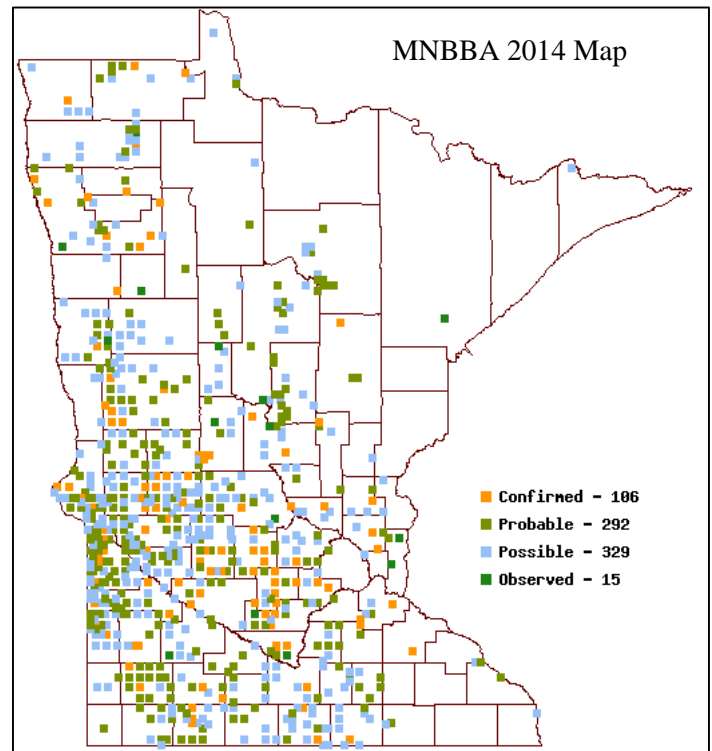 MNBBA 2014 Map
Confirmed - 106
Probable - 292
Possible - 329
Observed - 15